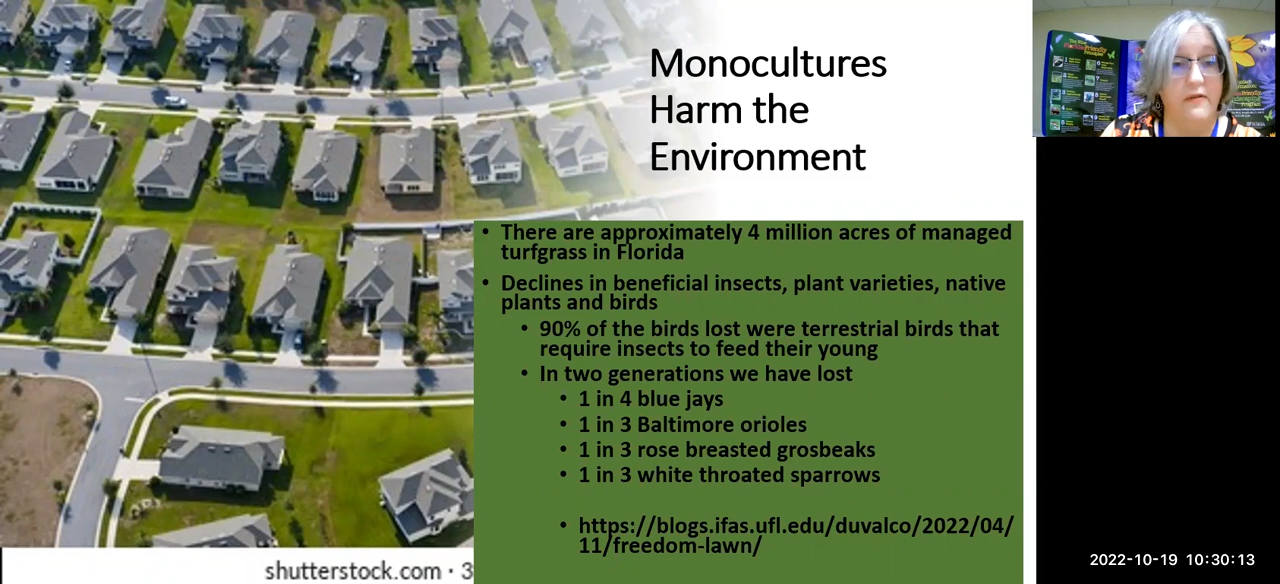 Monocultures
Harm the
Environment
• There are approximately 4 million acres of managed
turfgrass in Florida
• Declines in beneficial insects, plant varieties, native
plants and birds
• 90% of the birds lost were terrestrial birds that
require insects to feed their young
• In two generations we have lost
• 1 in 4 blue jays
• 1 in 3 Baltimore orioles
• 1 in 3 rose breasted grosbeaks
• 1 in 3 white throated sparrows
• https://blogs.ifas.ufl.edu/duvalco/2022/04/
11/freedom-lawn/
shutterstock.com · 3
2022-10-19 10:30:13